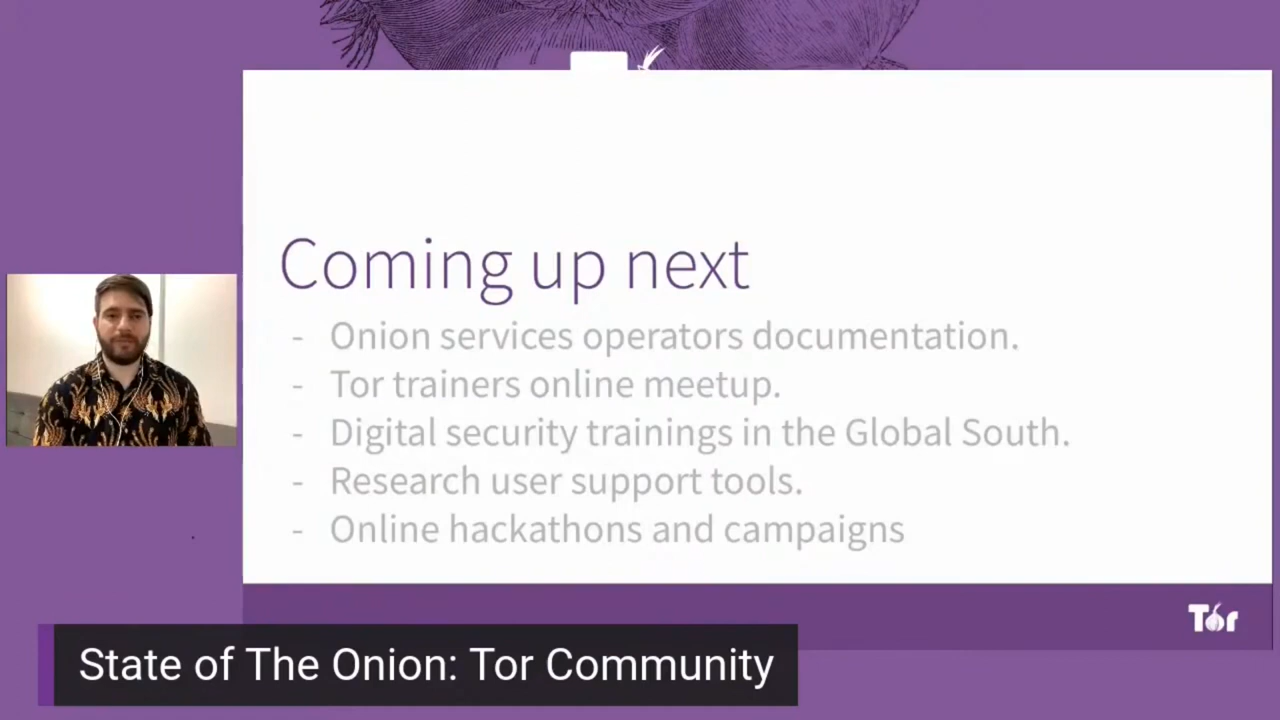 Coming up next
- Onion services operators documentation.
- Tor trainers online meetup.
- Digital security trainings in the Global South.
- Research user support tools.
- Online hackathons and campaigns
Tor
State of The Onion: Tor Community